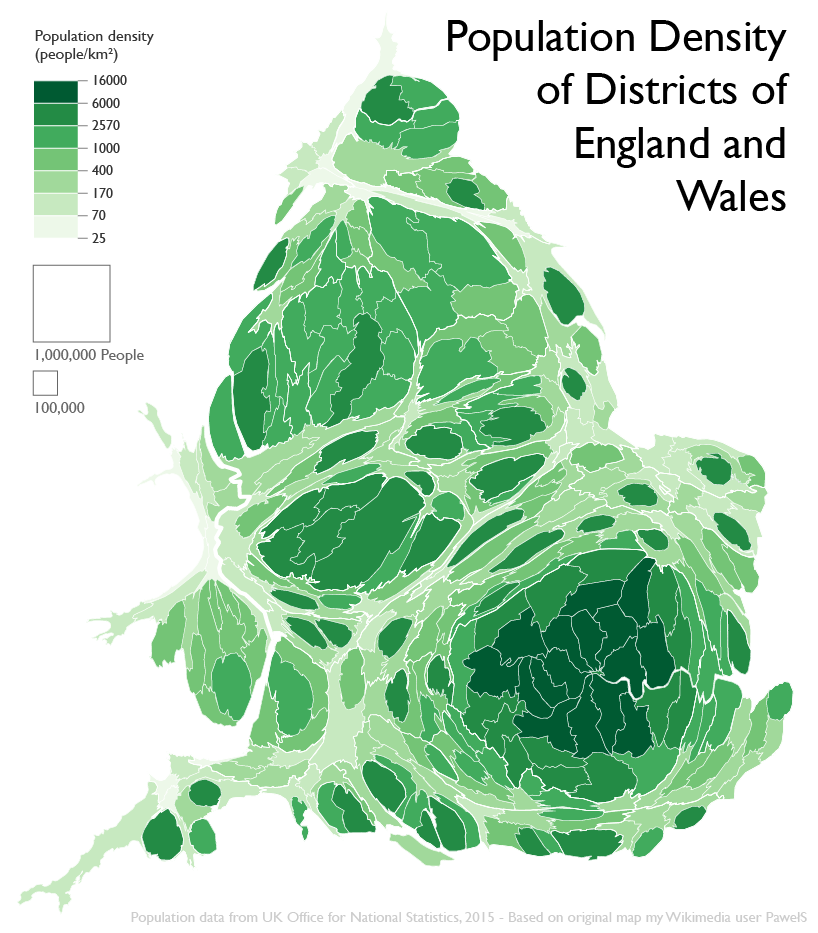 Population Density
of Districts of
England and
Wales
Population density
(people/km²)
16000
6000
2570
1000
400
170
70
25
1,000,000 People
100,000
Population data from UK Office for National Statistics, 2015 - Based on original map my Wikimedia user PawelS